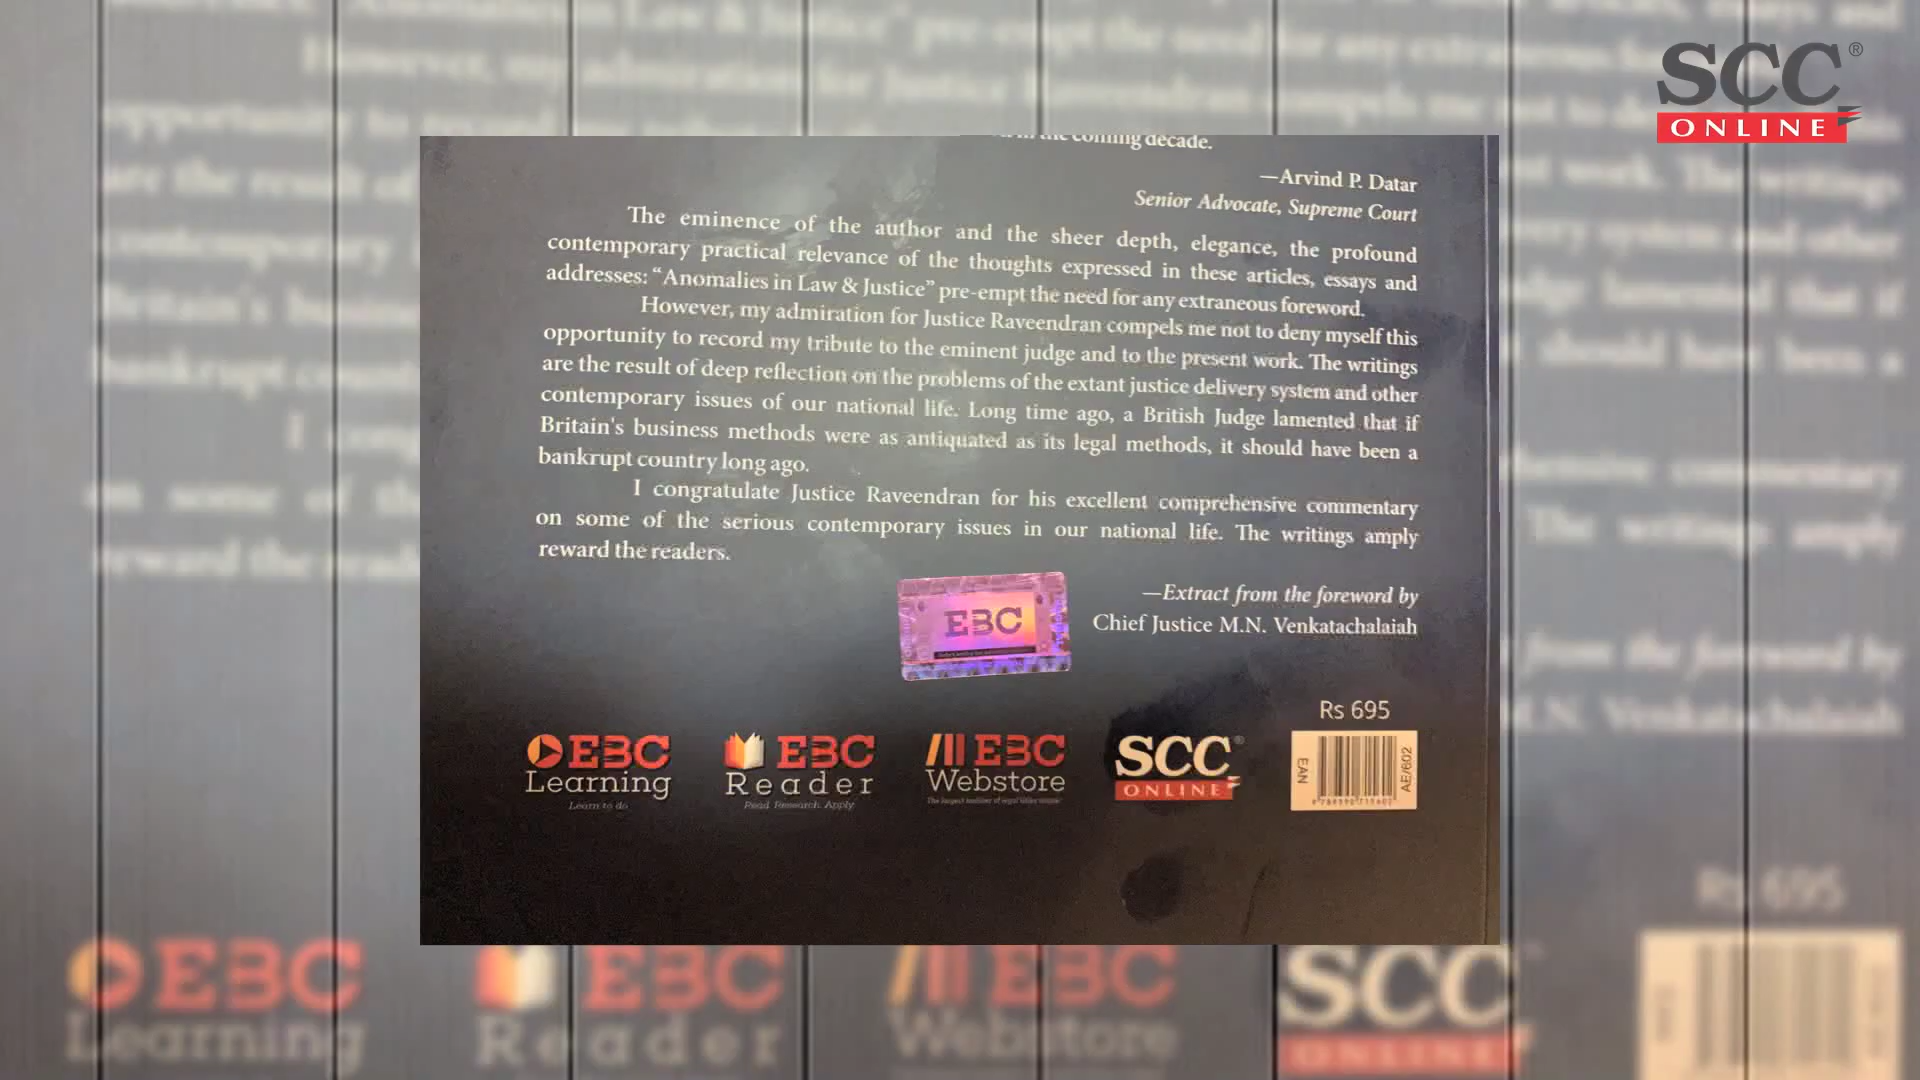 SCC®
ONLINE
the coming decade.
—Arvind P. Datar
Senior Advocate, Supreme Court
The eminence of the author and the sheer depth, elegance, the profound
contemporary practical relevance of the thoughts expressed in these articles, essays and
addresses: “Anomalies in Law & Justice” pre-empt the need for any extraneous foreword.
However, my admiration for Justice Raveendran compels me not to deny myself this
opportunity to record my tribute to the eminent judge and to the present work. The writings
are the result of deep reflection on the problems of the extant justice delivery system and other
contemporary issues of our national life. Long time ago, a British Judge lamented that if
Britain's business methods were as antiquated as its legal methods, it should have been a
bankrupt country long ago.
I congratulate Justice Raveendran for his excellent comprehensive commentary
on some of the serious contemporary issues in our national life. The writings amply
reward the readers.
—Extract from the foreword by
Chief Justice M.N. Venkatachalaiah
EBC
Rs 695
EBC
Learning
Learn to do
EBC
Reader
Read. Research. Apply
EBC
Webstore
SCC®
ONLINE
EAN
AE/602